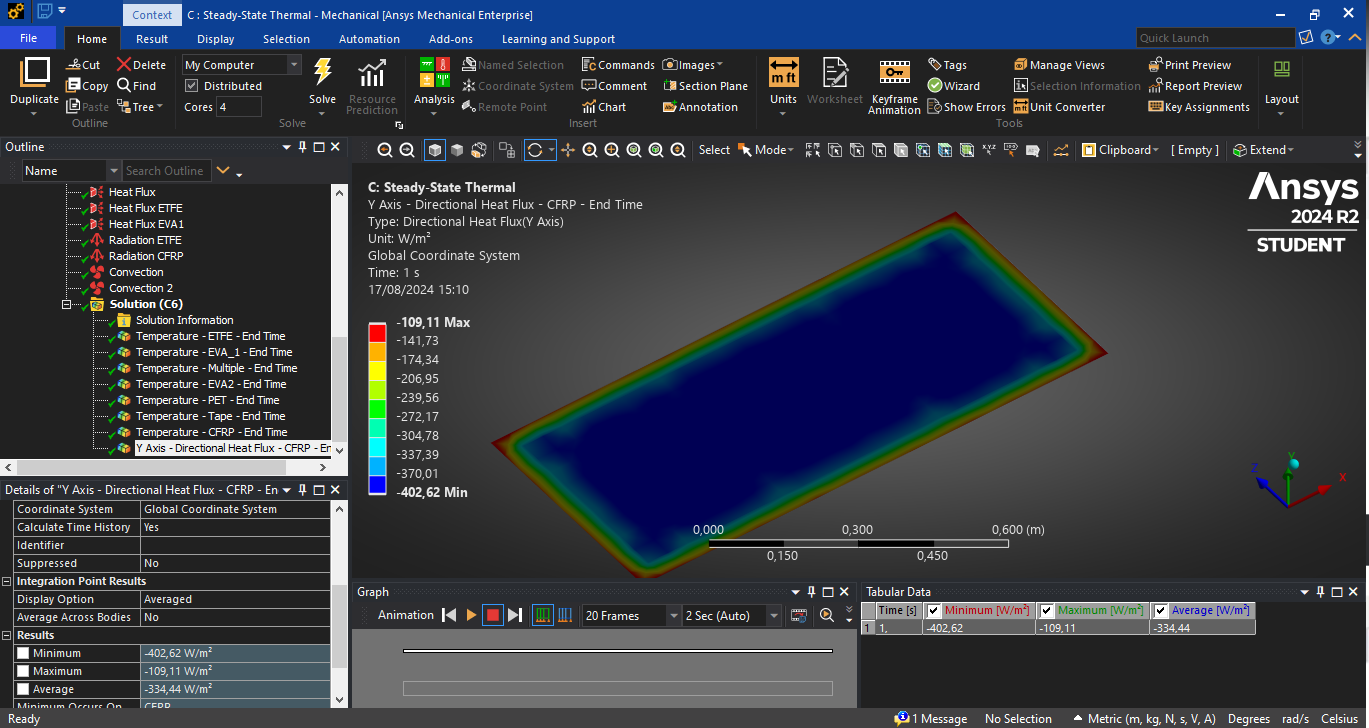 Context
C : Steady-State Thermal - Mechanical [Ansys Mechanical Enterprise]
File
Home
Result
Display
Selection
Automation
Add-ons
Learning and Support
Quick Launch
Duplicate
Cut
Copy
Paste
Delete
Find
Tree
Outline
My Computer
Distributed
Cores 4
Solve
Resource
Prediction
Solve
Analysis
Named Selection
Coordinate System
Remote Point
Commands
Comment
Chart
Images
Section Plane
Annotation
Insert
Units
Worksheet
Keyframe
Animation
Tags
Wizard
Show Errors
Manage Views
Selection Information
Unit Converter
Print Preview
Report Preview
Key Assignments
Tools
Layout
Outline
Name
Search Outline
Select
Mode
Clipboard
[ Empty ]
Extend
Heat Flux
Heat Flux ETFE
Heat Flux EVA1
Radiation ETFE
Radiation CFRP
Convection
Convection 2
Solution (C6)
Solution Information
Temperature - ETFE - End Time
Temperature - EVA_1 - End Time
Temperature - Multiple - End Time
Temperature - EVA2 - End Time
Temperature - PET - End Time
Temperature - Tape - End Time
Temperature - CFRP - End Time
Y Axis - Directional Heat Flux - CFRP - En
Details of "Y Axis - Directional Heat Flux - CFRP - En
Coordinate System Global Coordinate System
Calculate Time History Yes
Identifier
Suppressed No
Integration Point Results
Display Option Averaged
Average Across Bodies No
Results
Minimum -402,62 W/m²
Maximum -109,11 W/m²
Average -334,44 W/m²
Minimum Occurs On CFRP
C: Steady-State Thermal
Y Axis - Directional Heat Flux - CFRP - End Time
Type: Directional Heat Flux(Y Axis)
Unit: W/m²
Global Coordinate System
Time: 1 s
17/08/2024 15:10
-109,11 Max
-141,73
-174,34
-206,95
-239,56
-272,17
-304,78
-337,39
-370,01
-402,62 Min
Ansys
2024 R2
STUDENT
0,000
0,300
0,600 (m)
0,150
0,450
Y
Z
X
Graph
Animation
20 Frames
2 Sec (Auto)
Tabular Data
Time [s] Minimum [W/m²] Maximum [W/m²] Average [W/m²]
1 1, -402,62 -109,11 -334,44
Ready
1 Message
No Selection
Metric (m, kg, N, s, V, A)
Degrees
rad/s
Celsius